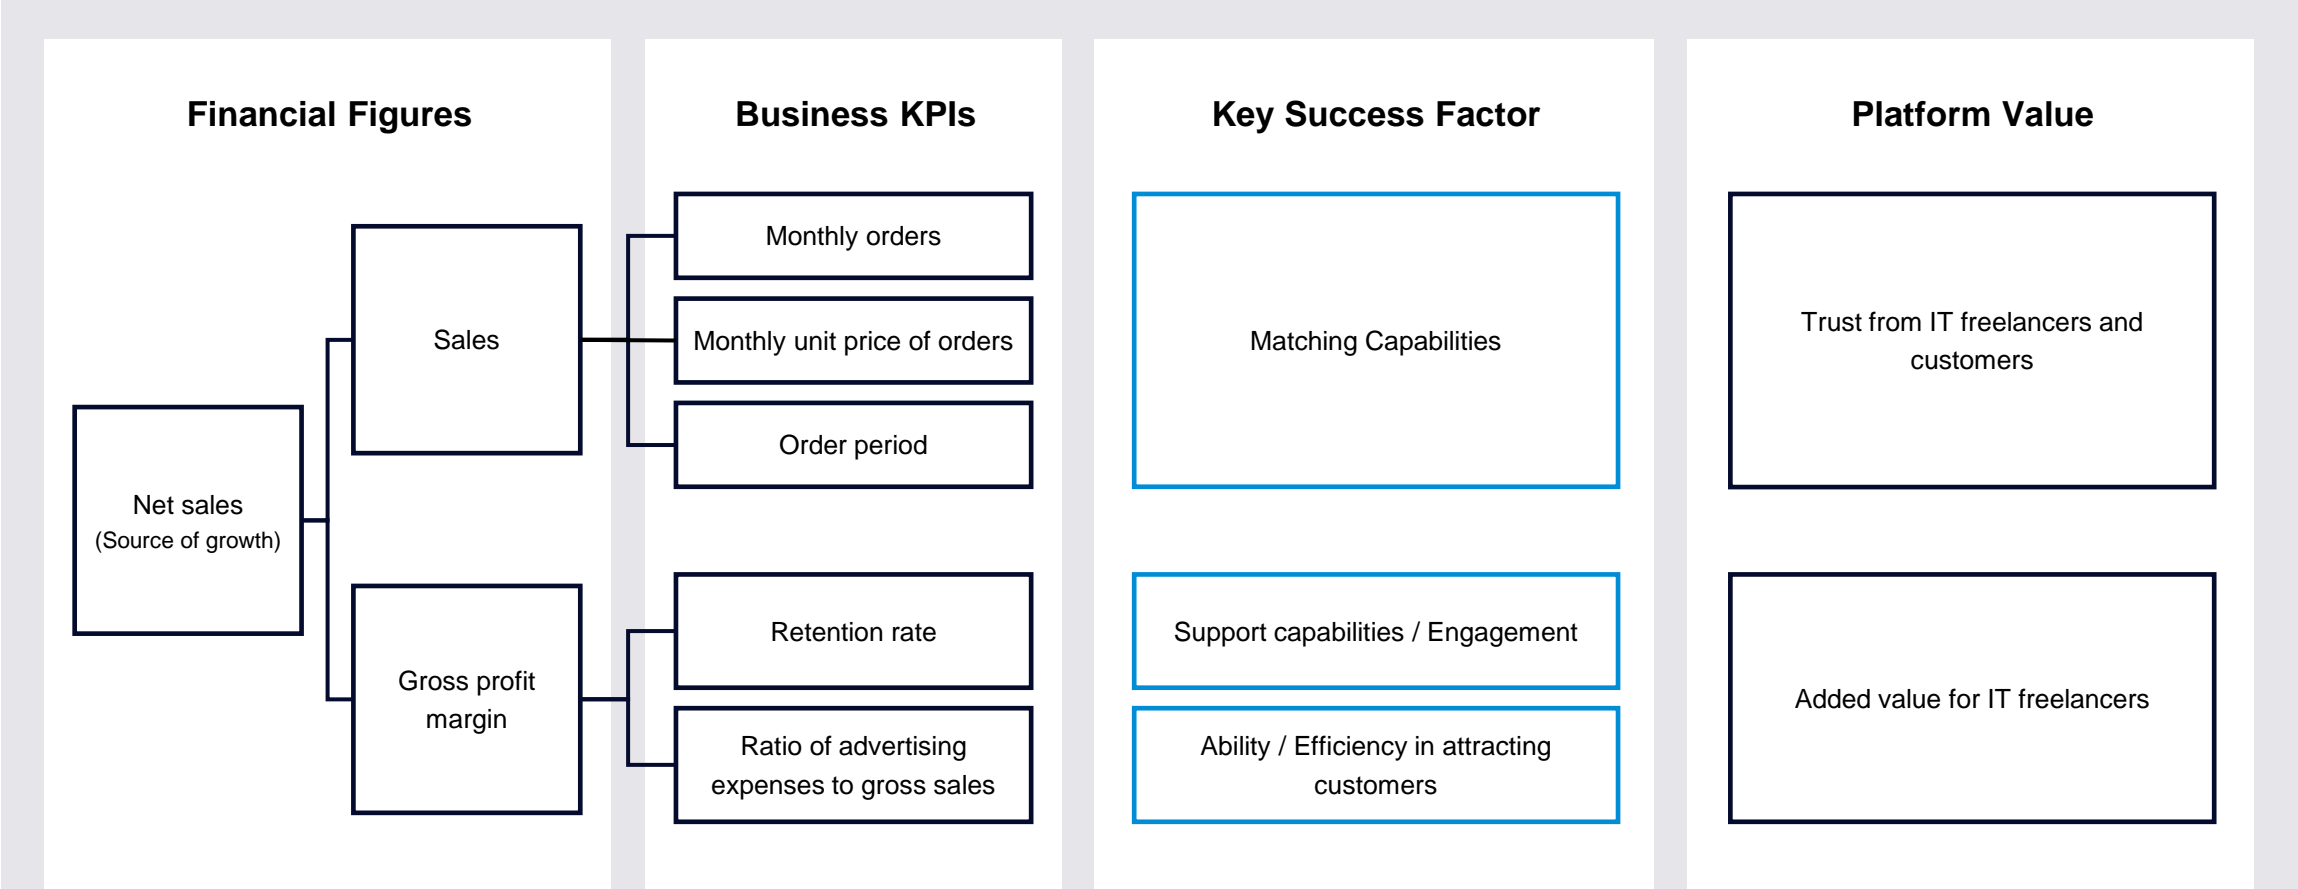 Financial Figures
Business KPIs
Key Success Factor
Platform Value
Net sales
(Source of growth)
Sales
Gross profit
margin
Monthly orders
Monthly unit price of orders
Order period
Retention rate
Ratio of advertising
expenses to gross sales
Matching Capabilities
Support capabilities / Engagement
Ability / Efficiency in attracting
customers
Trust from IT freelancers and
customers
Added value for IT freelancers